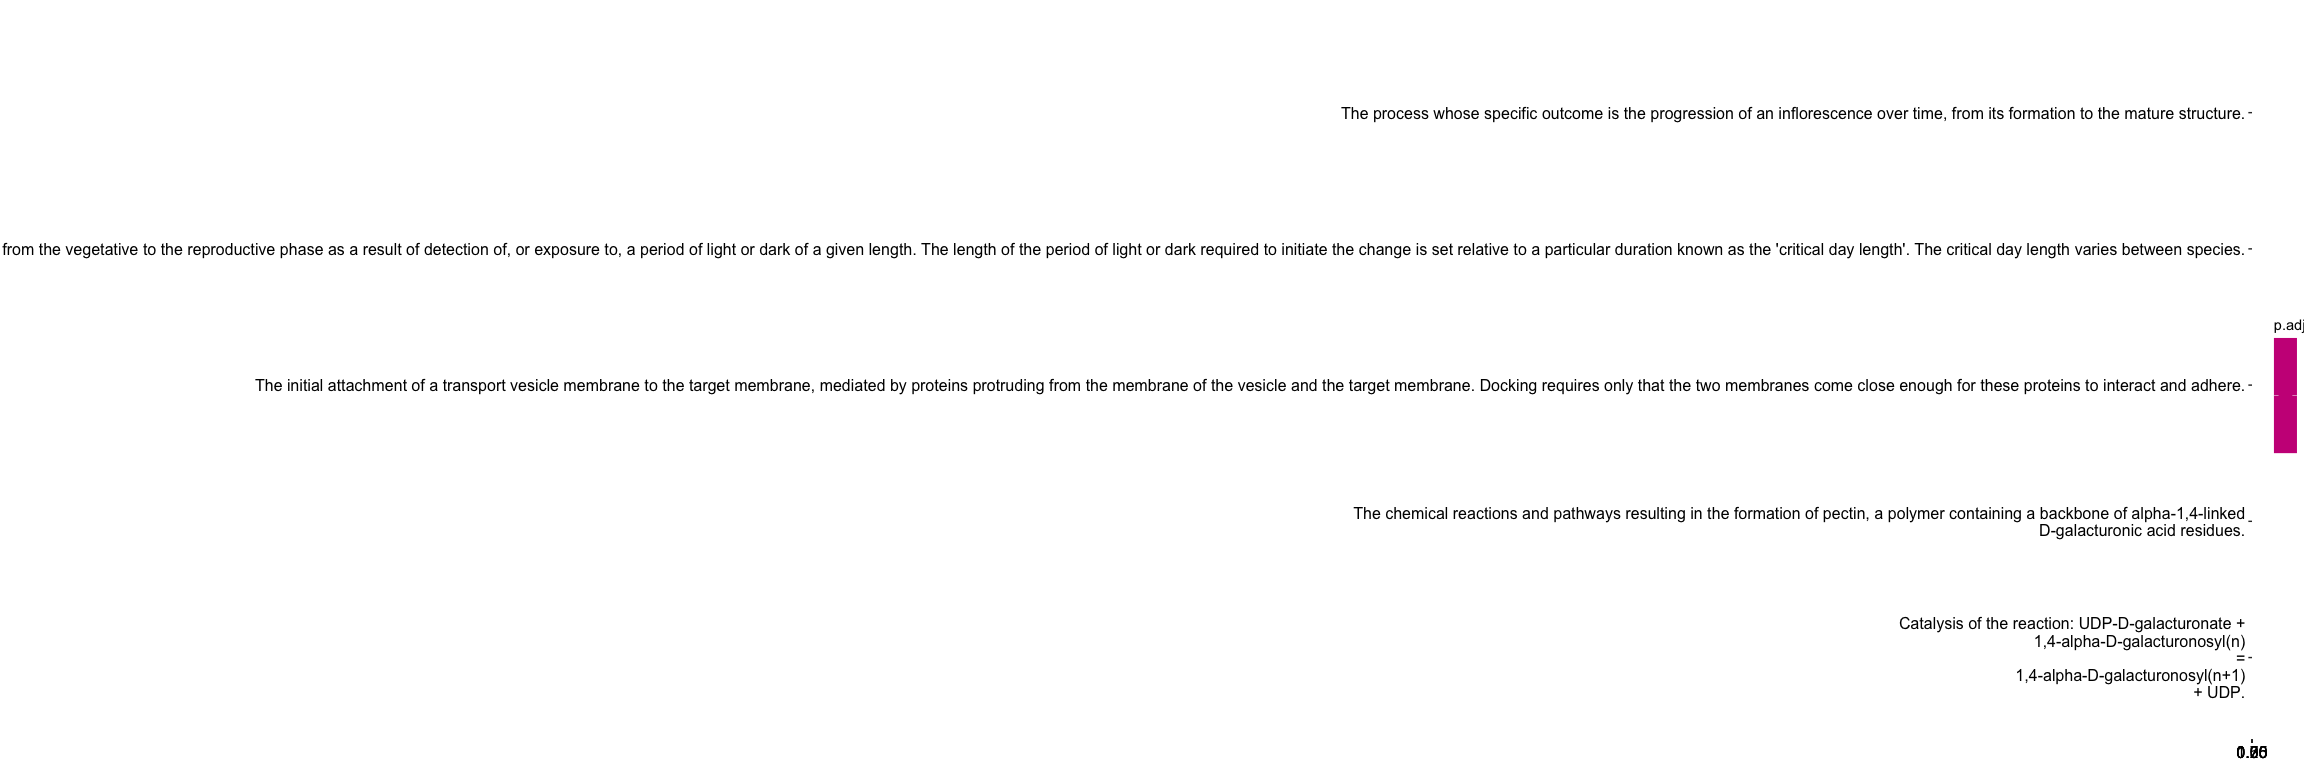 The process whose specific outcome is the progression of an inflorescence over time, from its formation to the mature structure.
from the vegetative to the reproductive phase as a result of detection of, or exposure to, a period of light or dark of a given length. The length of the period of light or dark required to initiate the change is set relative to a particular duration known as the 'critical day length'. The critical day length varies between species.
p.adj
The initial attachment of a transport vesicle membrane to the target membrane, mediated by proteins protruding from the membrane of the vesicle and the target membrane. Docking requires only that the two membranes come close enough for these proteins to interact and adhere.
The chemical reactions and pathways resulting in the formation of pectin, a polymer containing a backbone of alpha-1,4-linked
D-galacturonic acid residues.
Catalysis of the reaction: UDP-D-galacturonate +
1,4-alpha-D-galacturonosyl(n)
=
1,4-alpha-D-galacturonosyl(n+1)
+ UDP.